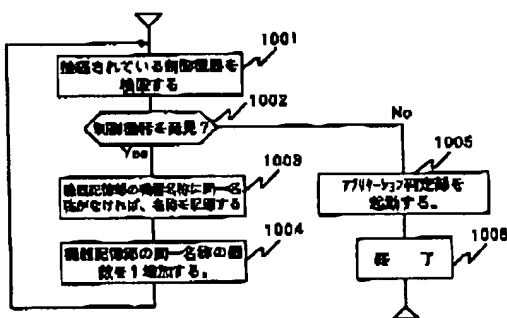 1001
接続されている制御機器を
検索する
1002
制御機器を発見？
No
Yes
1003
機器記憶部の機器名称に同一名
称がなければ、名称を記憶する
1005
アプリケーション判定部を
起動する。
1004
機器記憶部の同一名称の個
数を1増加する。
1006
終 了